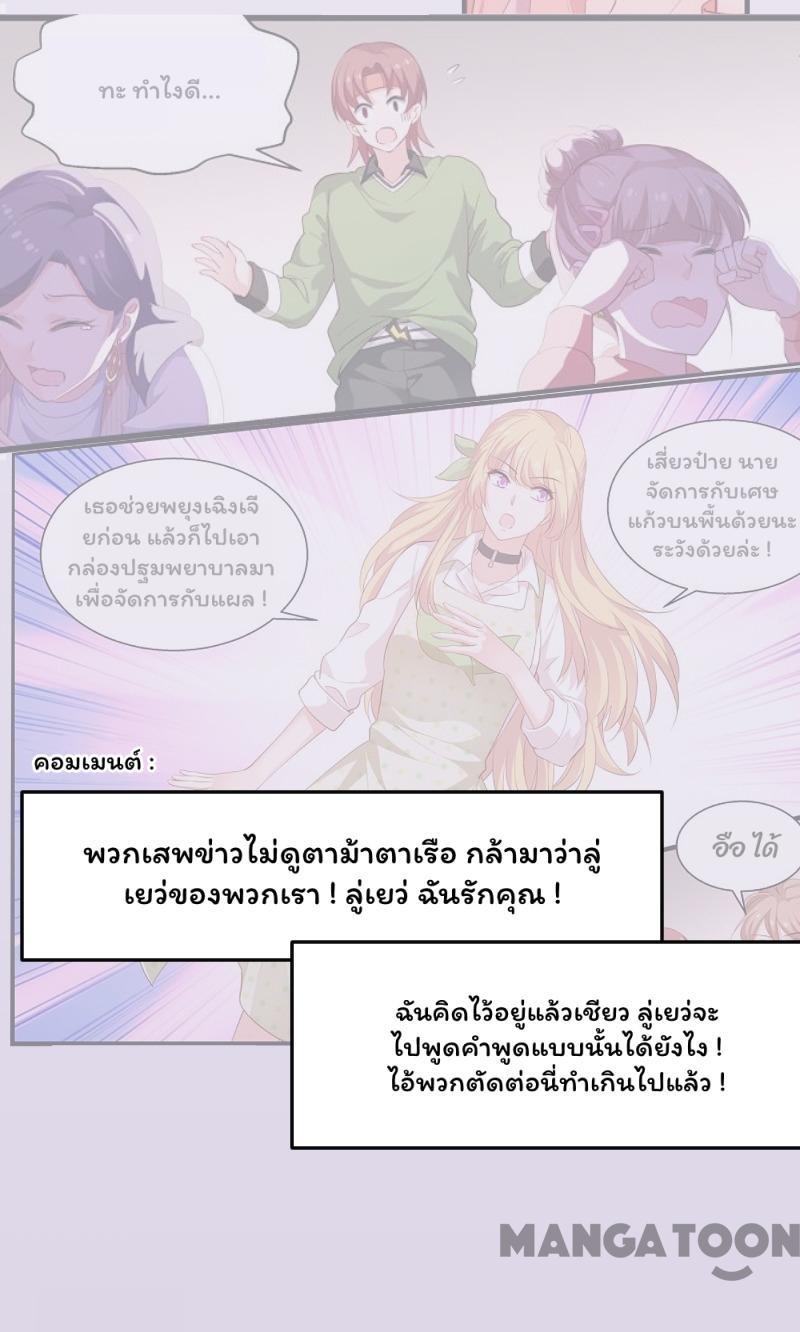 ทะ ทำไงดี...
เสี่ยวป๋าย นาย
จัดการกับเศษ
แก้วบนพื้นด้วยนะ
ระวังด้วยล่ะ !
เธอช่วยพยุงเฉิงเจี
ยก่อน แล้วก็ไปเอา
กล่องปฐมพยาบาลมา
เพื่อจัดการกับแผล !
คอมเมนต์ :
พวกเสพข่าวไม่ดูตาม้าตาเรือ กล้ามาว่าลู่
เยว่ของพวกเรา ! ลู่เยว่ ฉันรักคุณ !
อือ ได้
ฉันคิดไว้อยู่แล้วเชียว ลู่เยว่จะ
ไปพูดคำพูดแบบนั้นได้ยังไง !
ไอ้พวกตัดต่อนี่ทำเกินไปแล้ว !
MANGATOON